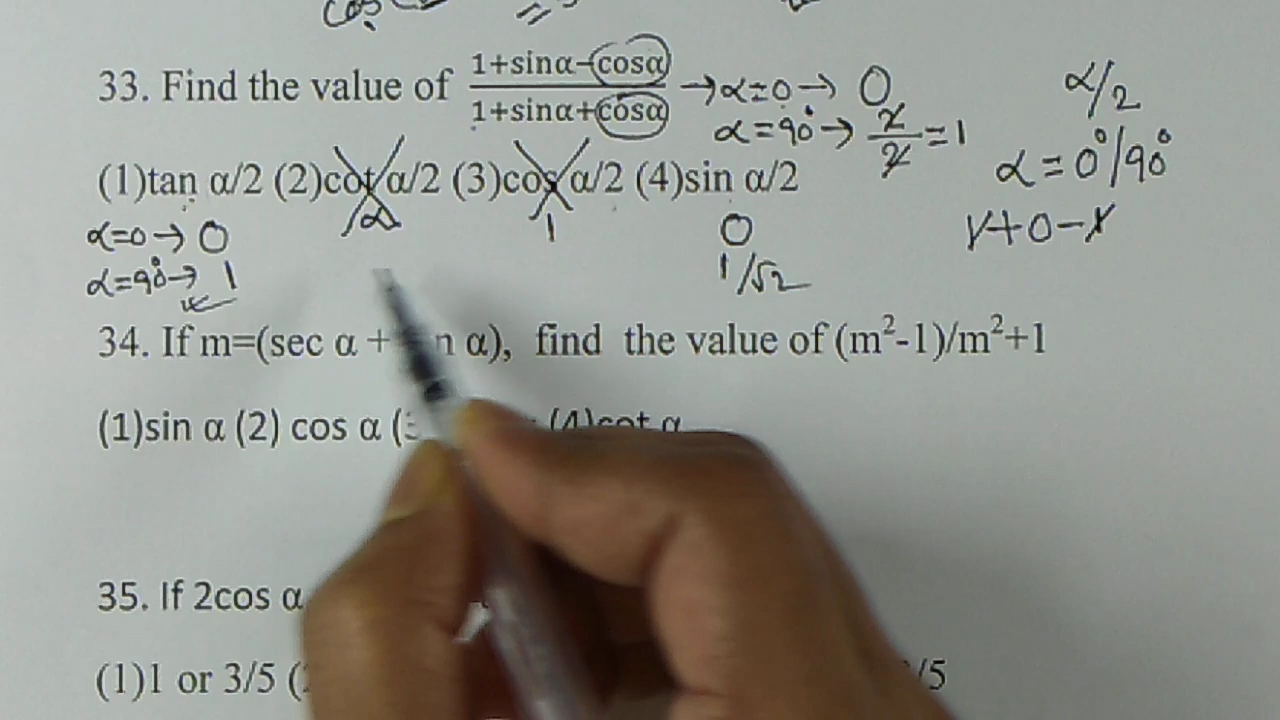 cos
33. Find the value of (1+sinα−cosα)/(1+sinα+cosα) → α=0 → 0
α/2
α=90° → 2/2 =1
α=0°/90°
(1)tan α/2 (2)cot α/2 (3)cos α/2 (4)sin α/2
α=0 → 0 1 0 1+0-1
α=90° → 1 1/√2
34. If m=(sec α + n α), find the value of (m²-1)/m²+1
(1)sin α (2) cos α ( (4)cot α
35. If 2cos α
(1)1 or 3/5 ( /5